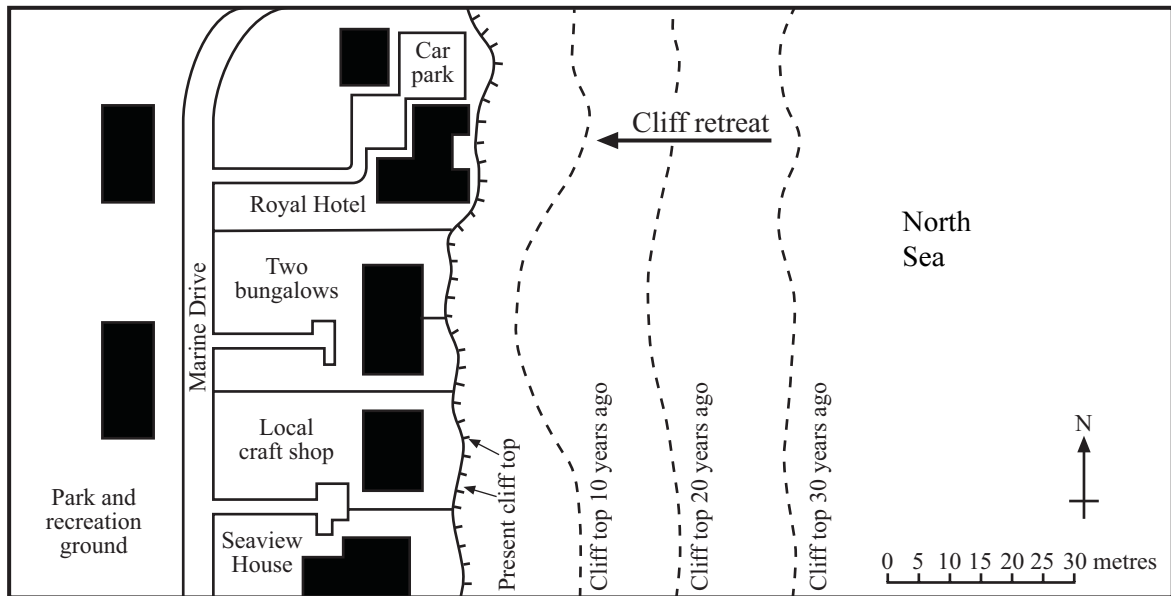 Car
park
Cliff retreat
Royal Hotel
North
Sea
Two
bungalows
Marine Drive
Local
craft shop
Present cliff top
Cliff top 10 years ago
Cliff top 20 years ago
Cliff top 30 years ago
N
Park and
recreation
ground
Seaview
House
0 5 10 15 20 25 30 metres